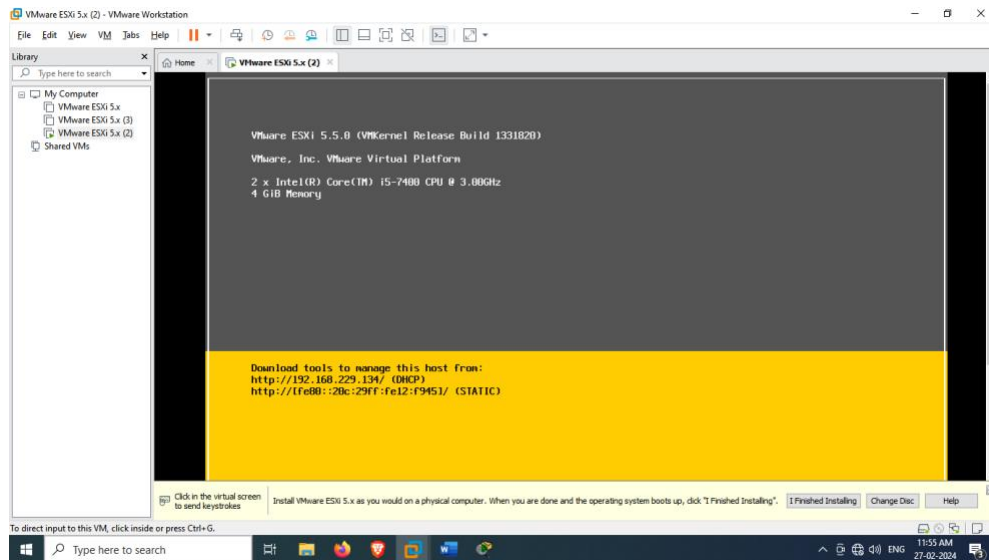 VMware ESXi 5.x (2) - VMware Workstation
File Edit View VM Tabs Help
Library
Type here to search
Home
VMware ESXi 5.x (2)
My Computer
VMware ESXi 5.x
VMware ESXi 5.x (3)
VMware ESXi 5.x (2)
Shared VMs
VMware ESXi 5.5.0 (VMKernel Release Build 1331820)
VMware, Inc. VMware Virtual Platform
2 x Intel(R) Core(TM) i5-7400 CPU @ 3.00GHz
4 GiB Memory
Download tools to manage this host from:
http://192.168.229.134/ (DHCP)
http://[fe80::20c:29ff:fe12:f945]/ (STATIC)
Click in the virtual screen
to send keystrokes
Install VMware ESXi 5.x as you would on a physical computer. When you are done and the operating system boots up, click "I Finished Installing".
I Finished Installing
Change Disc
Help
To direct input to this VM, click inside or press Ctrl+G.
Type here to search
ENG
11:55 AM
27-02-2024
3